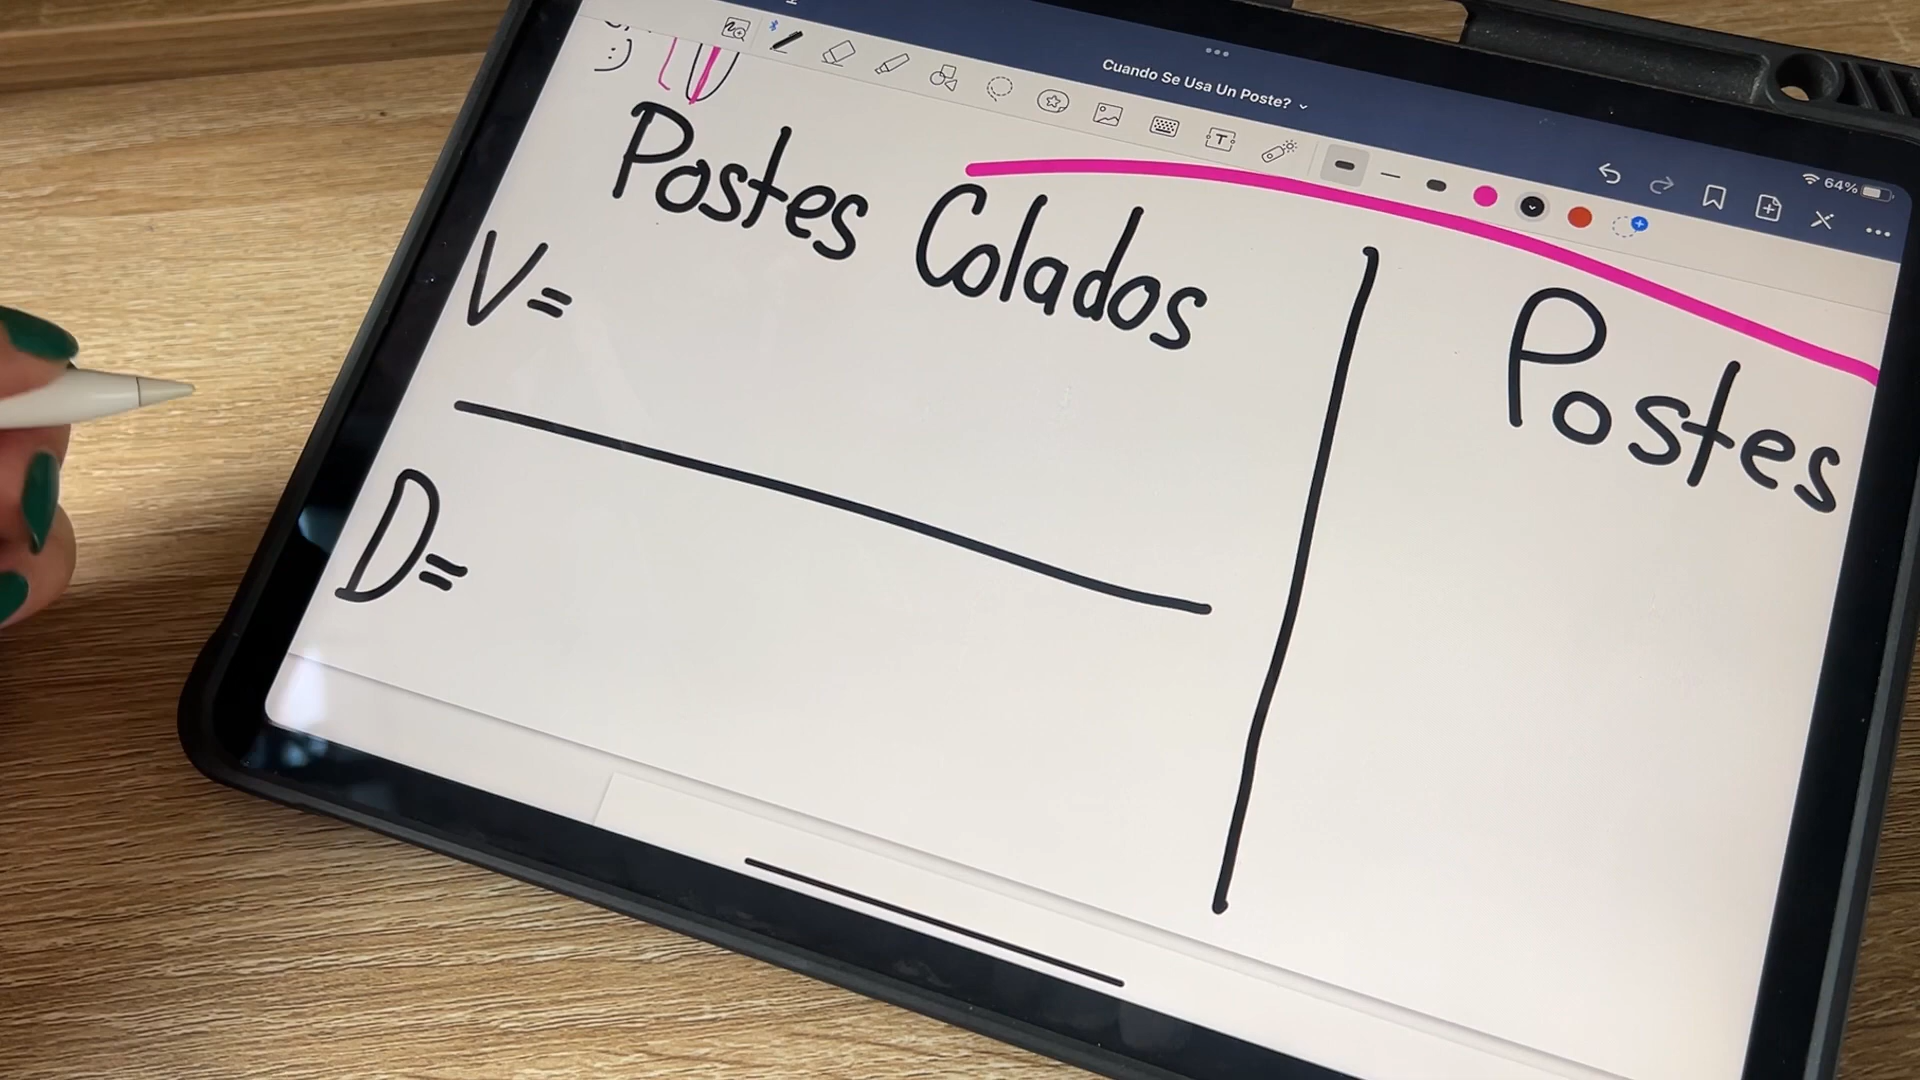 Cuando Se Usa Un Poste?
64%
Postes Colados
V=
D=
Postes